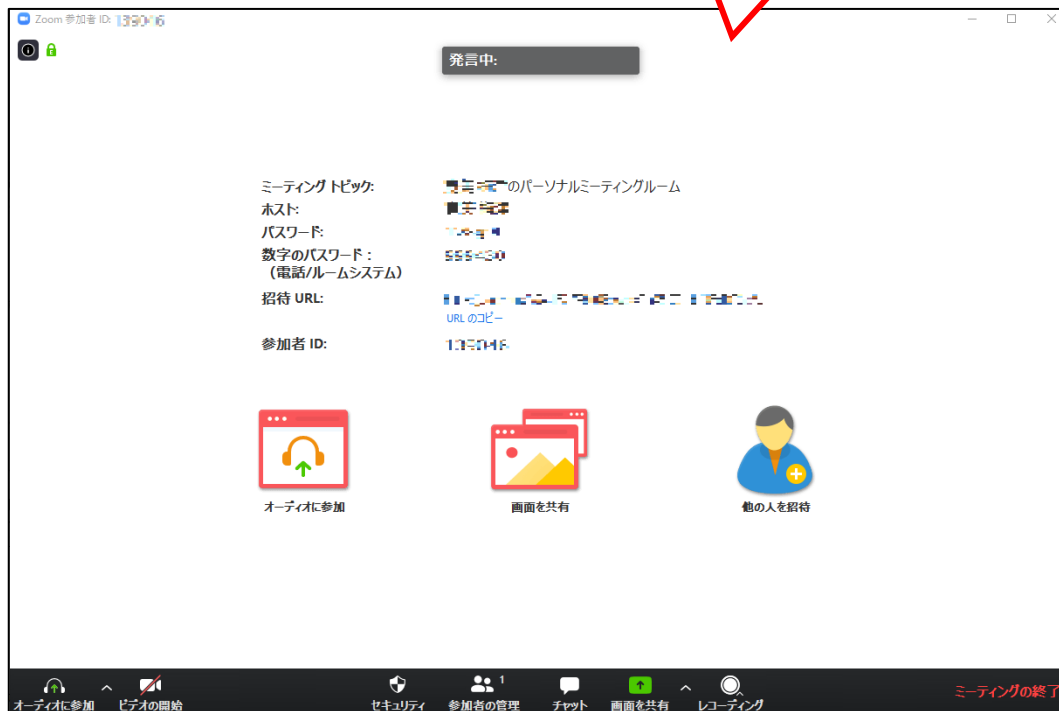 Zoom 参加者 ID:
発言中:
ミーティング トピック: のパーソナルミーティングルーム
ホスト:
パスワード:
数字のパスワード：
（電話/ルームシステム）
招待 URL:
URL のコピー
参加者 ID:
オーディオに参加 画面を共有 他の人を招待
1
オーディオに参加 ビデオの開始 セキュリティ 参加者の管理 チャット 画面を共有 レコーディング ミーティングの終了